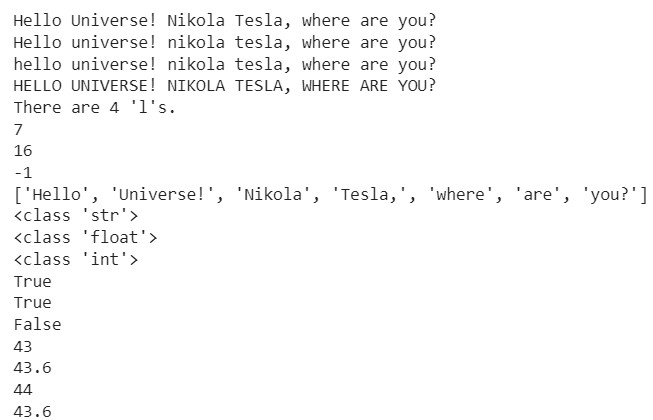 Hello Universe! Nikola Tesla, where are you?
Hello universe! nikola tesla, where are you?
hello universe! nikola tesla, where are you?
HELLO UNIVERSE! NIKOLA TESLA, WHERE ARE YOU?
There are 4 'l's.
7
16
-1
['Hello', 'Universe!', 'Nikola', 'Tesla,', 'where', 'are', 'you?']
<class 'str'>
<class 'float'>
<class 'int'>
True
True
False
43
43.6
44
43.6